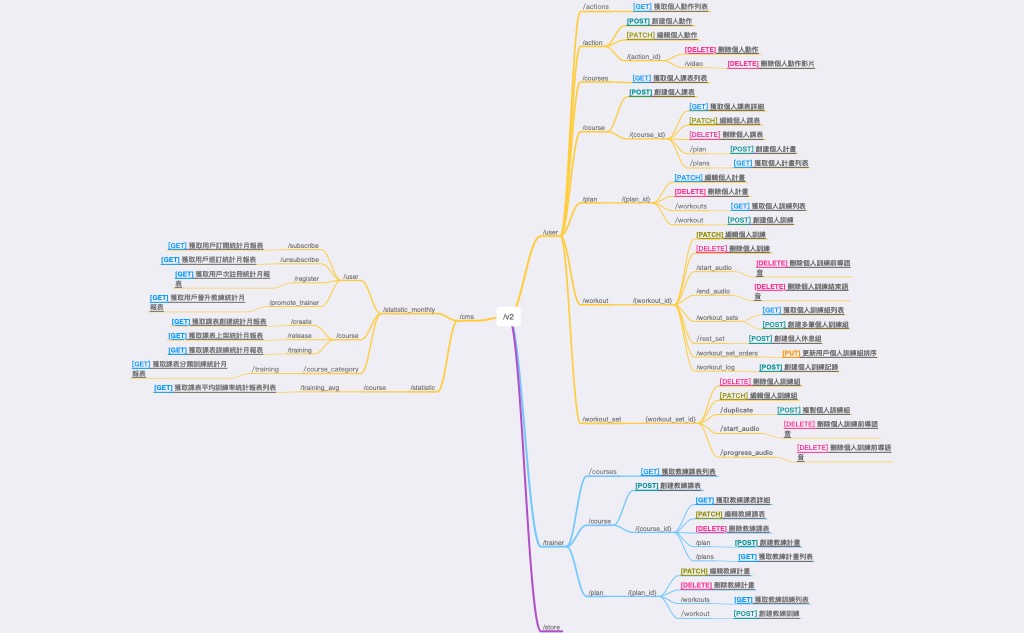 /v2
/user
/actions
[GET] 獲取個人動作列表
/action
[POST] 創建個人動作
[PATCH] 編輯個人動作
/{action_id}
[DELETE] 刪除個人動作
/video
[DELETE] 刪除個人動作影片
/courses
[GET] 獲取個人課表列表
/course
[POST] 創建個人課表
/{course_id}
[GET] 獲取個人課表詳細
[PATCH] 編輯個人課表
[DELETE] 刪除個人課表
/plan
[POST] 創建個人計畫
/plans
[GET] 獲取個人計畫列表
/plan
/{plan_id}
[PATCH] 編輯個人計畫
[DELETE] 刪除個人計畫
/workouts
[GET] 獲取個人訓練列表
/workout
[POST] 創建個人訓練
/workout
/{workout_id}
[PATCH] 編輯個人訓練
[DELETE] 刪除個人訓練
/start_audio
[DELETE] 刪除個人訓練前導語
音
/end_audio
[DELETE] 刪除個人訓練結束語
音
/workout_sets
[GET] 獲取個人訓練組列表
[POST] 創建多筆個人訓練組
/rest_set
[POST] 創建個人休息組
/workout_set_orders
[PUT] 更新用戶個人訓練組排序
/workout_log
[POST] 創建個人訓練記錄
/workout_set
{workout_set_id}
[DELETE] 刪除個人訓練組
[PATCH] 編輯個人訓練組
/duplicate
[POST] 複製個人訓練組
/start_audio
[DELETE] 刪除個人訓練前導語
音
/progress_audio
[DELETE] 刪除個人訓練前導語
音
/trainer
/courses
[GET] 獲取教練課表列表
/course
[POST] 創建教練課表
/{course_id}
[GET] 獲取教練課表詳細
[PATCH] 編輯教練課表
[DELETE] 刪除教練課表
/plan
[POST] 創建教練計畫
/plans
[GET] 獲取教練計畫列表
/plan
/{plan_id}
[PATCH] 編輯教練計畫
[DELETE] 刪除教練計畫
/workouts
[GET] 獲取教練訓練列表
/workout
[POST] 創建教練訓練
/store
/cms
/statistic_monthly
/user
/subscribe
[GET] 獲取用戶訂閱統計月報表
/unsubscribe
[GET] 獲取用戶退訂統計月報表
/register
[GET] 獲取用戶次註冊統計月報
表
/promote_trainer
[GET] 獲取用戶晉升教練統計月
報表
/course
/create
[GET] 獲取課表創建統計月報表
/release
[GET] 獲取課表上架統計月報表
/training
[GET] 獲取課表訓練統計月報表
/course_category
/training
[GET] 獲取課表分類訓練統計月
報表
/statistic
/course
/training_avg
[GET] 獲取課表平均訓練率統計報表列表